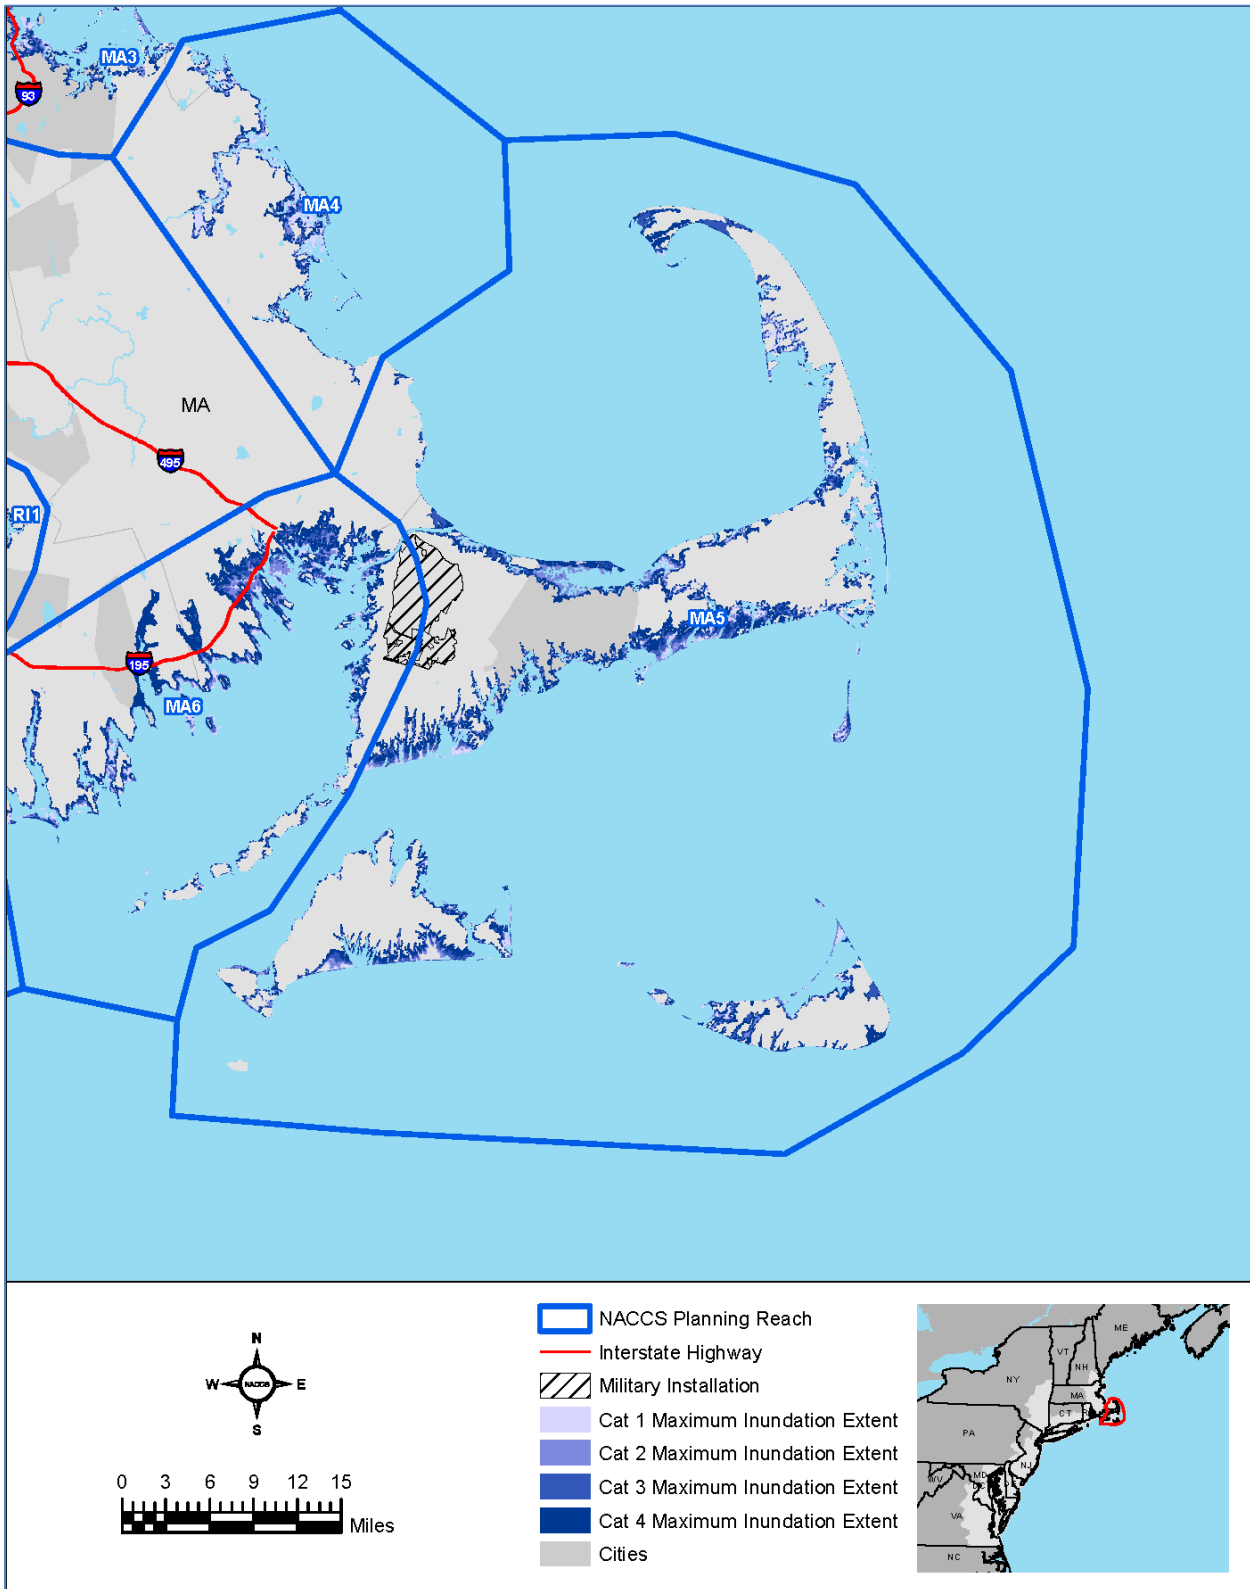 MA3
93
MA4
MA
495
RI1
MA5
195
MA6
N
W NACCS E
S
0 3 6 9 12 15
Miles
NACCS Planning Reach
Interstate Highway
Military Installation
Cat 1 Maximum Inundation Extent
Cat 2 Maximum Inundation Extent
Cat 3 Maximum Inundation Extent
Cat 4 Maximum Inundation Extent
Cities
ME
VT
NH
NY
MA
CT
PA
NJ
MD
WV
VA
NC